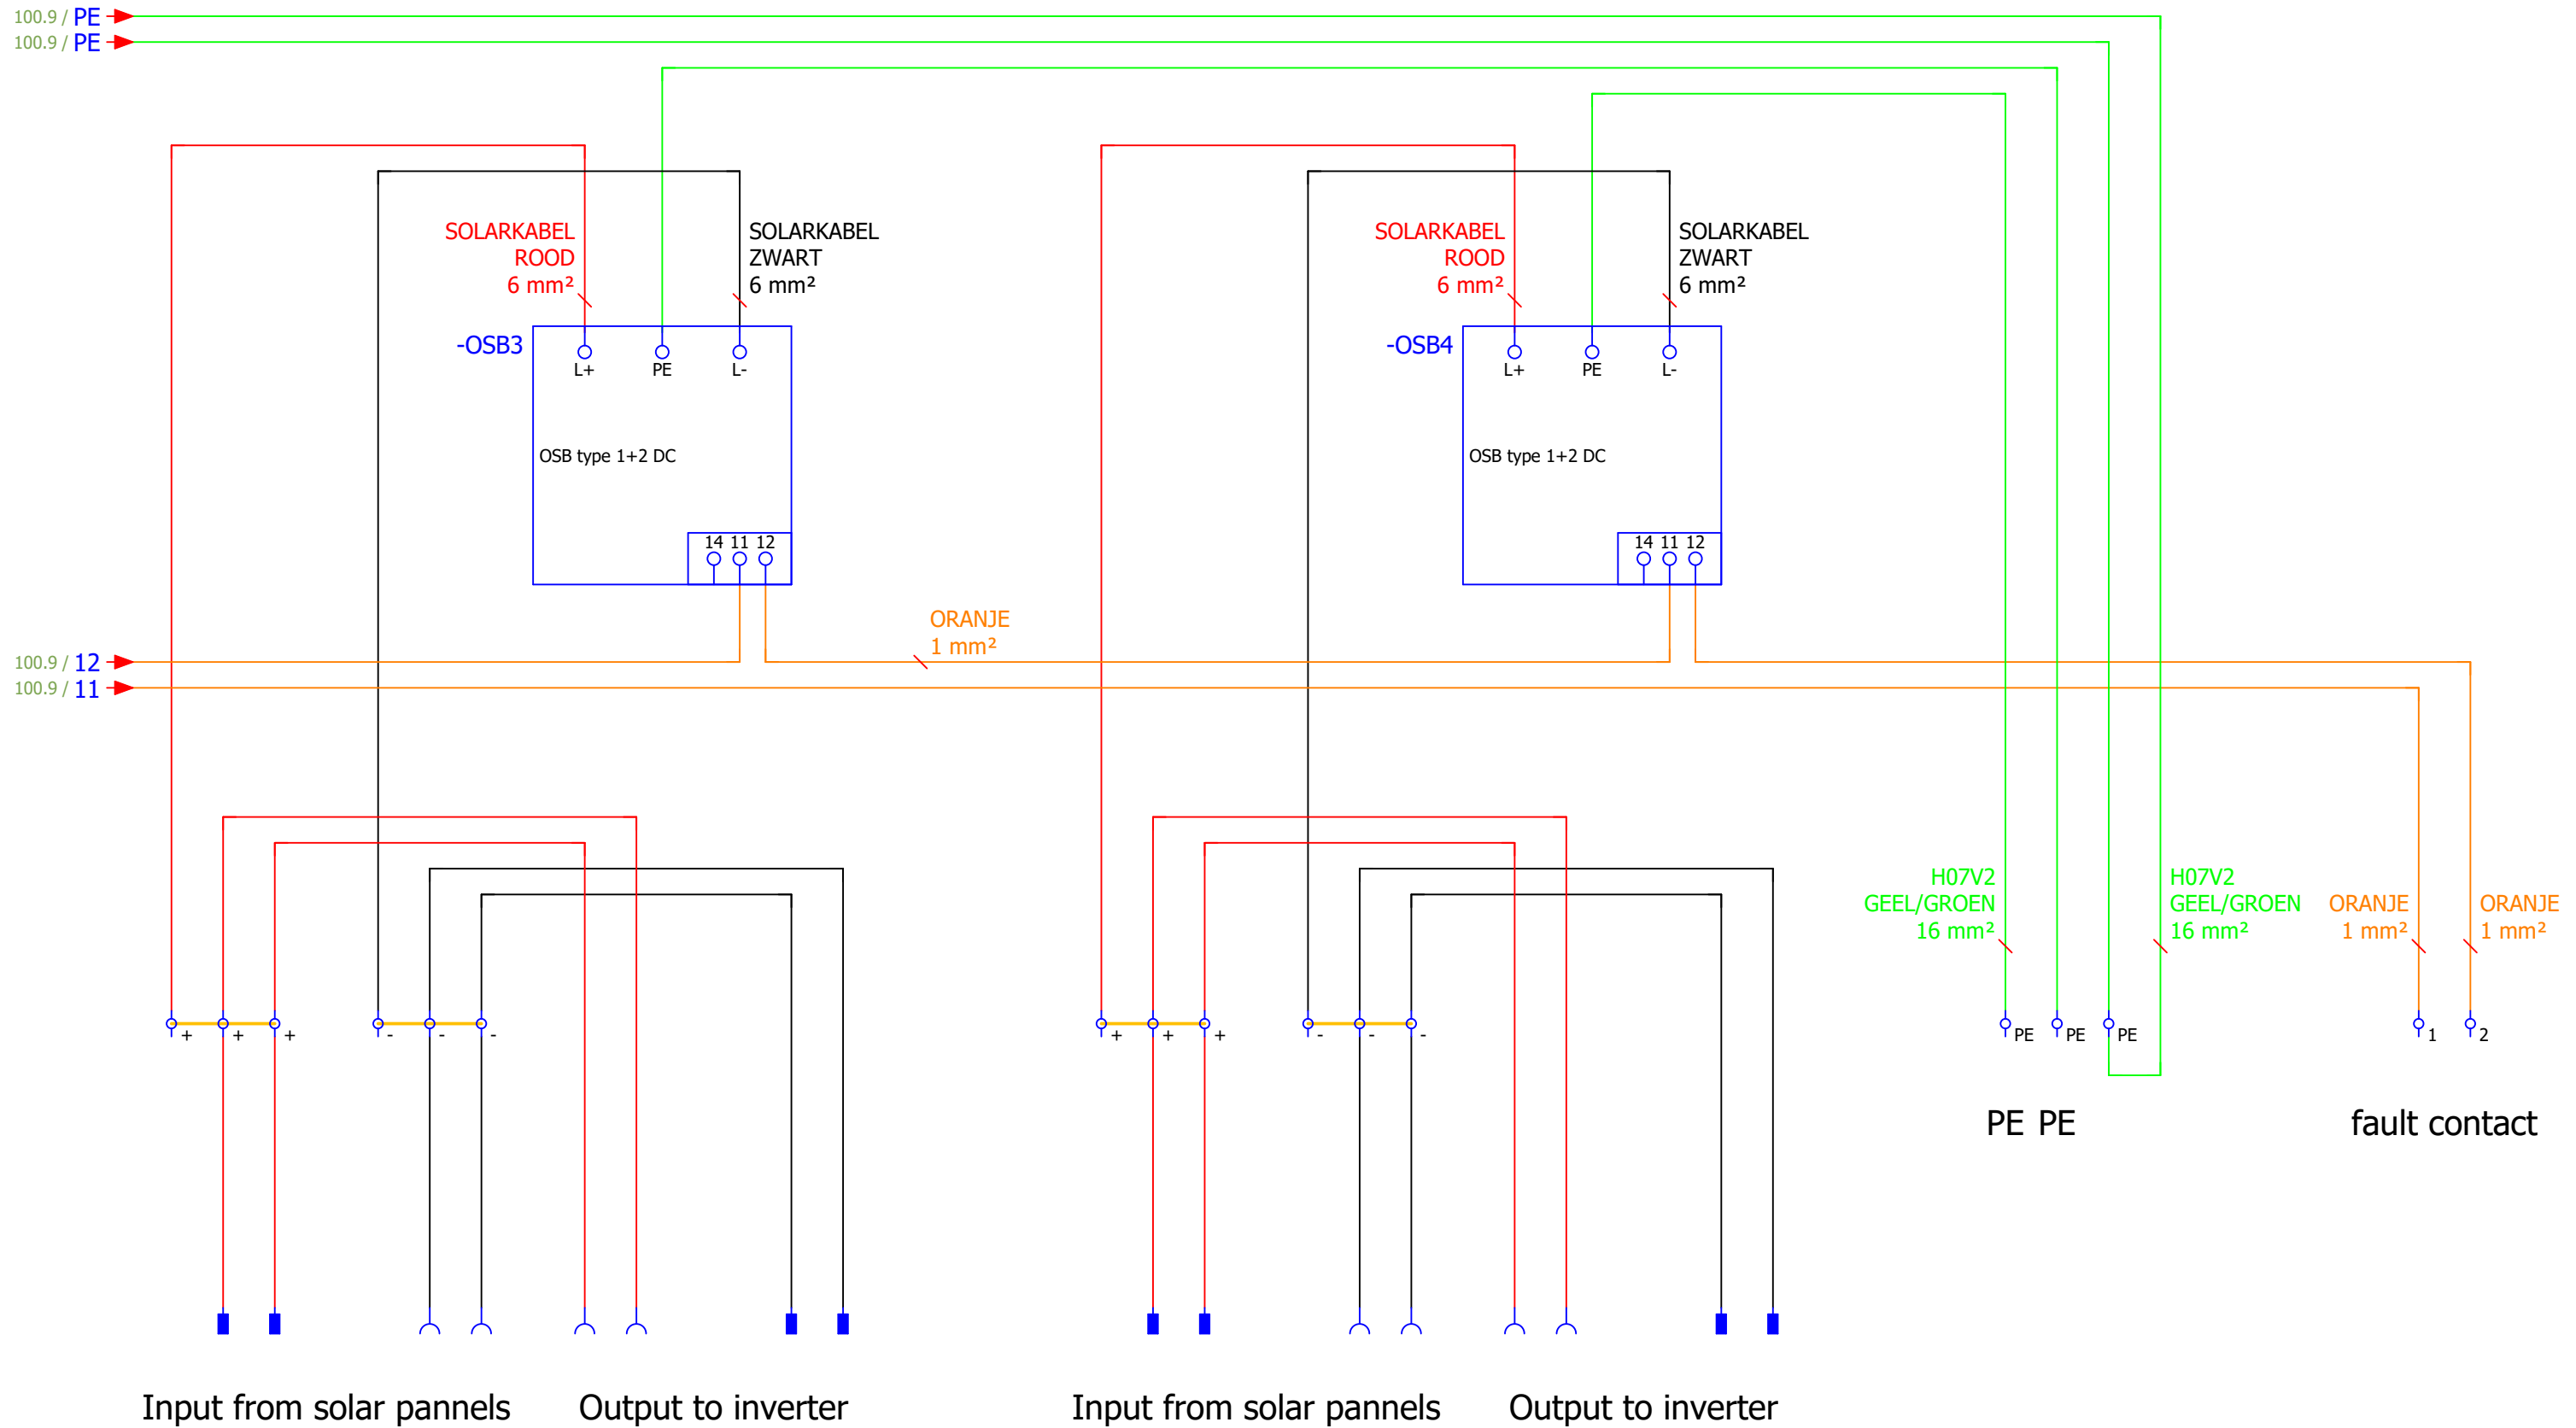 100.9 / PE
100.9 / PE
SOLARKABEL
ROOD
6 mm²
SOLARKABEL
ZWART
6 mm²
SOLARKABEL
ROOD
6 mm²
SOLARKABEL
ZWART
6 mm²
-OSB3
L+ PE L-
-OSB4
L+ PE L-
OSB type 1+2 DC
OSB type 1+2 DC
14 11 12
14 11 12
ORANJE
1 mm²
100.9 / 12
100.9 / 11
H07V2
GEEL/GROEN
16 mm²
H07V2
GEEL/GROEN
16 mm²
ORANJE
1 mm²
ORANJE
1 mm²
+ + + - - -
+ + + - - -
PE PE PE
1 2
PE PE
fault contact
Input from solar pannels
Output to inverter
Input from solar pannels
Output to inverter